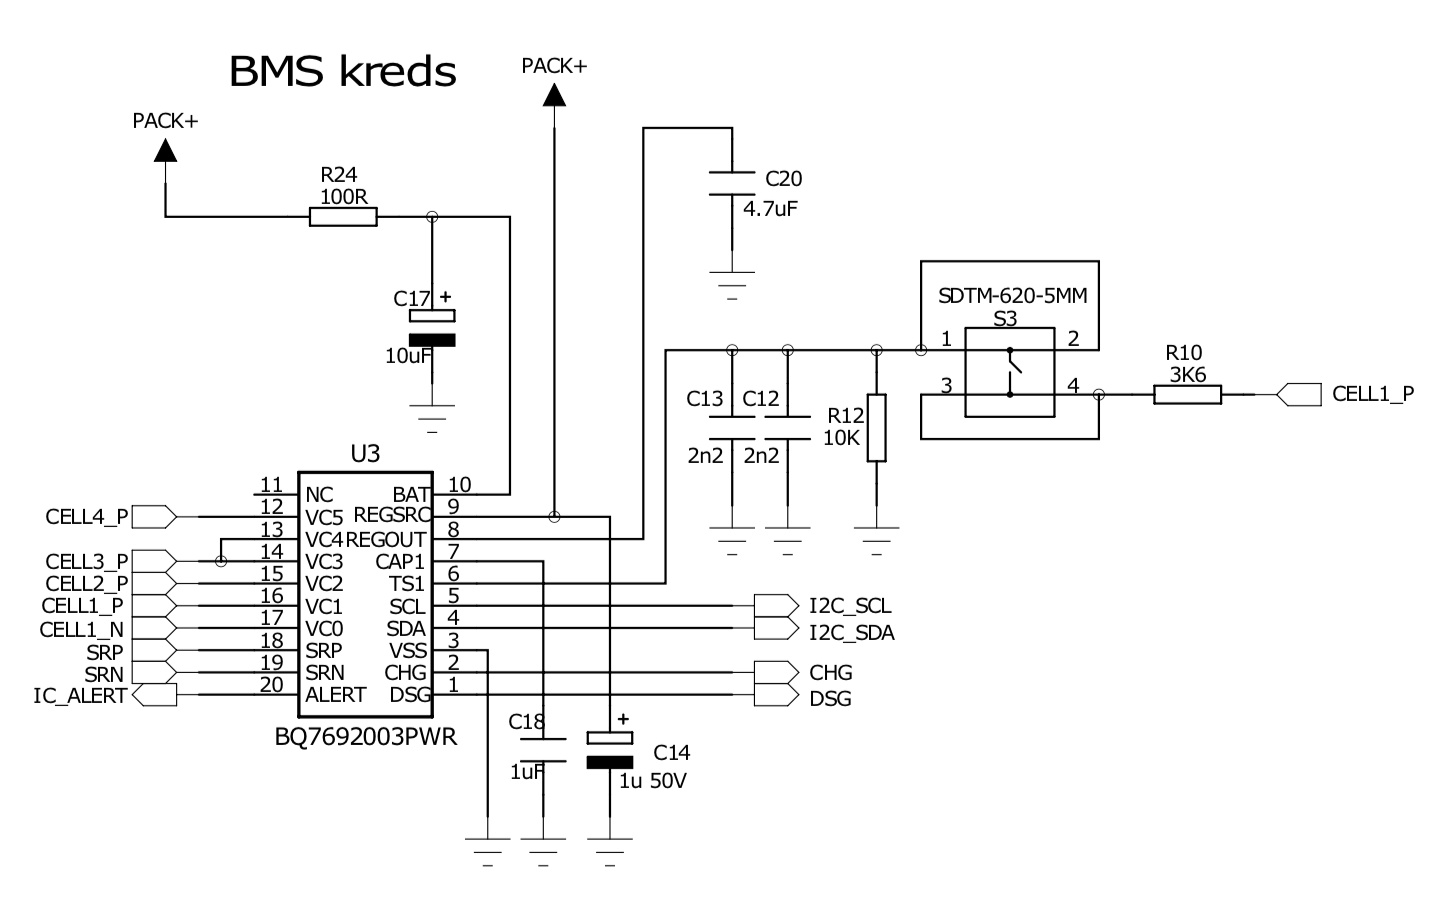 BMS kreds
PACK+
PACK+
R24
100R
C20
4.7uF
C17 +
10uF
SDTM-620-5MM
S3
1
2
3
4
R10
3K6
CELL1_P
C13
2n2
C12
2n2
R12
10K
U3
11 NC
12 VC5
13 VC4
14 VC3
15 VC2
16 VC1
17 VC0
18 SRP
19 SRN
20 ALERT
BAT 10
REGSRC 9
REGOUT 8
CAP1 7
TS1 6
SCL 5
SDA 4
VSS 3
CHG 2
DSG 1
CELL4_P
CELL3_P
CELL2_P
CELL1_P
CELL1_N
SRP
SRN
IC_ALERT
I2C_SCL
I2C_SDA
CHG
DSG
BQ7692003PWR
C18
1uF
+
C14
1u 50V